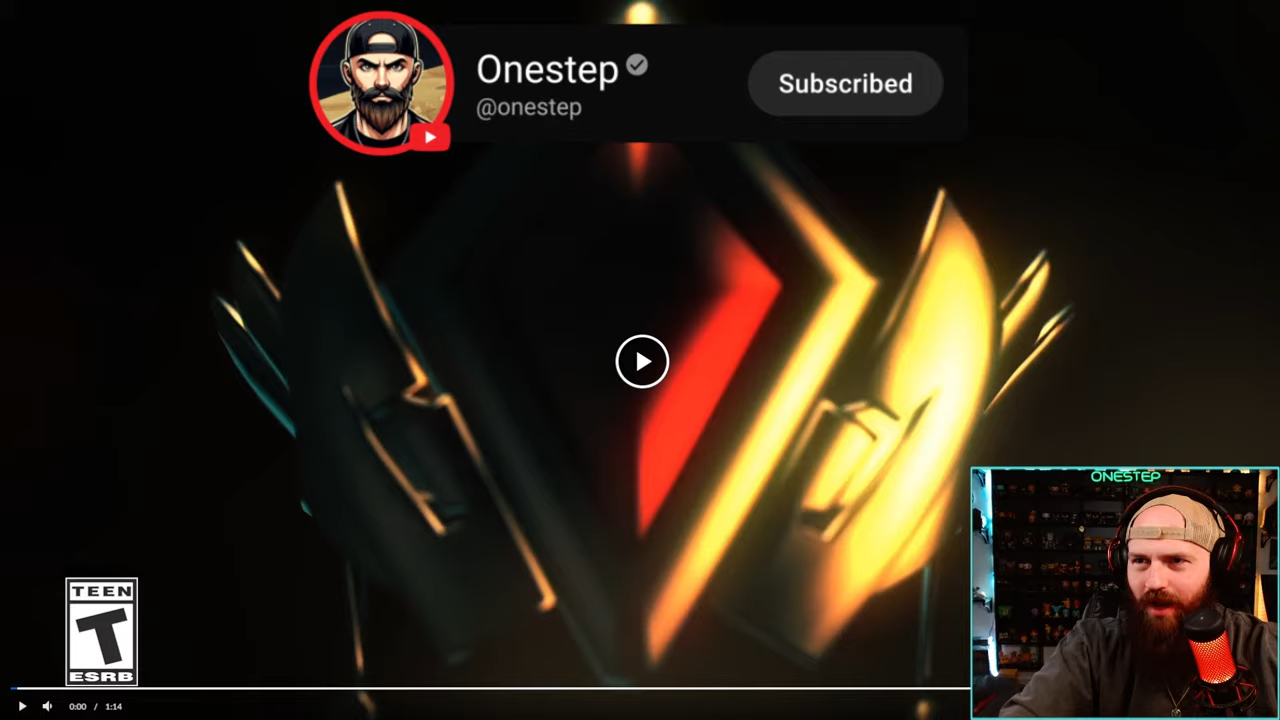 Onestep
@onestep
Subscribed
ONESTEP
TEEN
T
ESRB
0:00 / 1:14